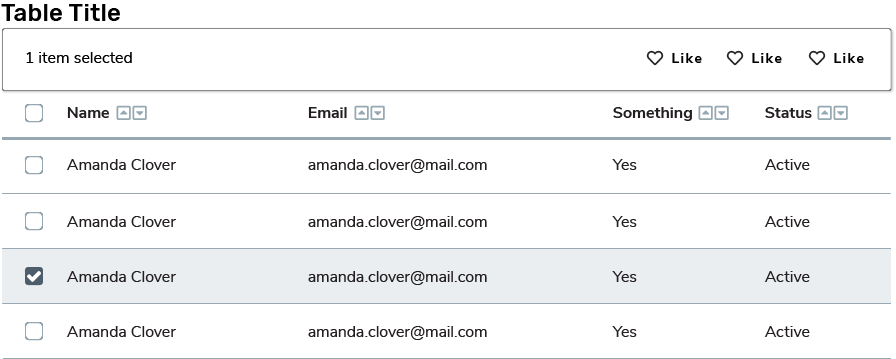 Table Title
1 item selected Like Like Like
Name Email Something Status
Amanda Clover amanda.clover@mail.com Yes Active
Amanda Clover amanda.clover@mail.com Yes Active
Amanda Clover amanda.clover@mail.com Yes Active
Amanda Clover amanda.clover@mail.com Yes Active